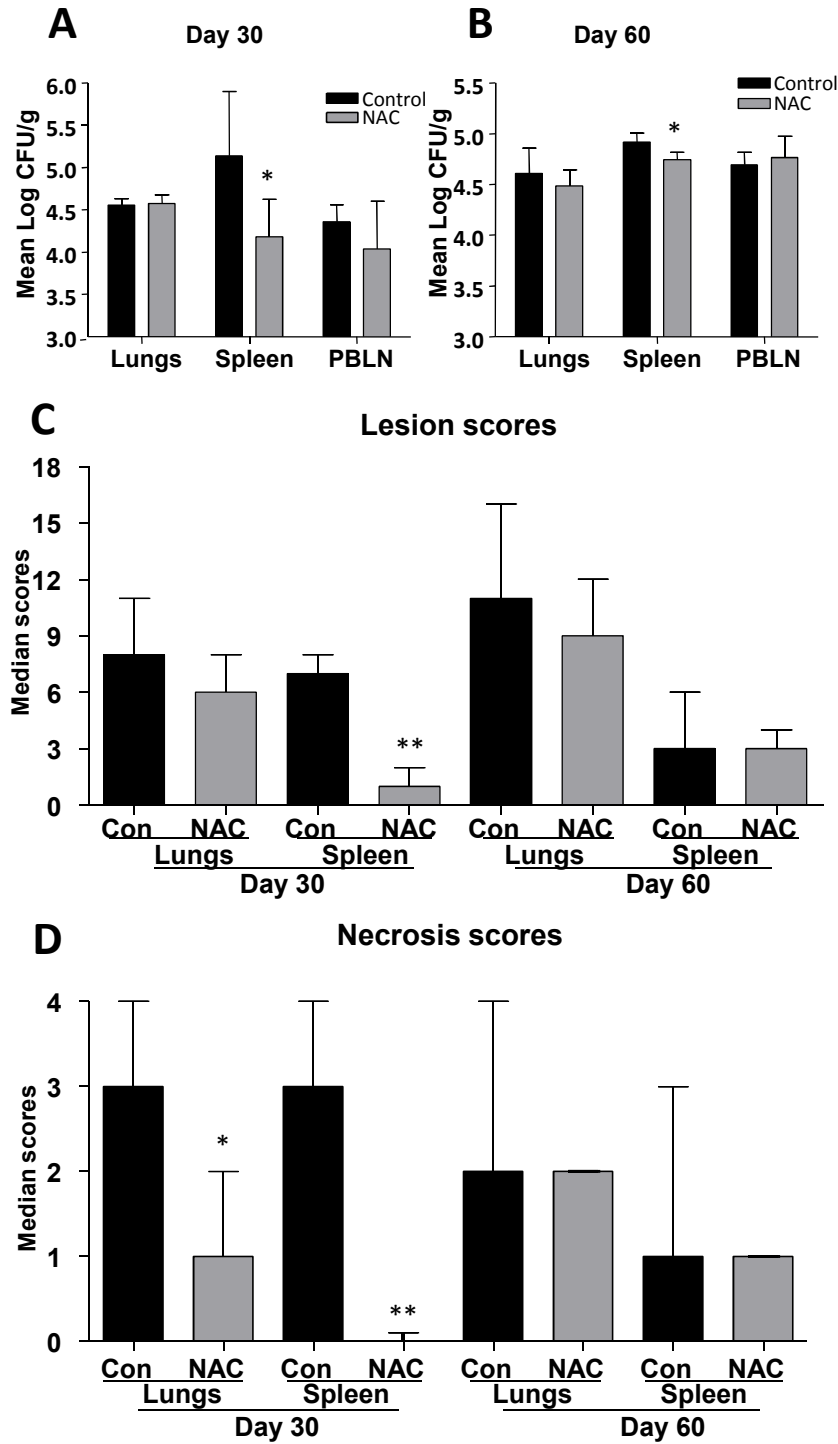 A
Day 30
Mean Log CFU/g
6.0
5.5
5.0
4.5
4.0
3.5
3.0
Control
NAC
*
Lungs Spleen PBLN
B
Day 60
Mean Log CFU/g
5.5
5.0
4.5
4.0
3.5
3.0
Control
NAC
*
Lungs Spleen PBLN
C
Lesion scores
Median scores
18
15
12
9
6
3
0
**
Con NAC Con NAC Con NAC Con NAC
Lungs Spleen Lungs Spleen
Day 30 Day 60
D
Necrosis scores
Median scores
4
3
2
1
0
*
**
Con NAC Con NAC Con NAC Con NAC
Lungs Spleen Lungs Spleen
Day 30 Day 60